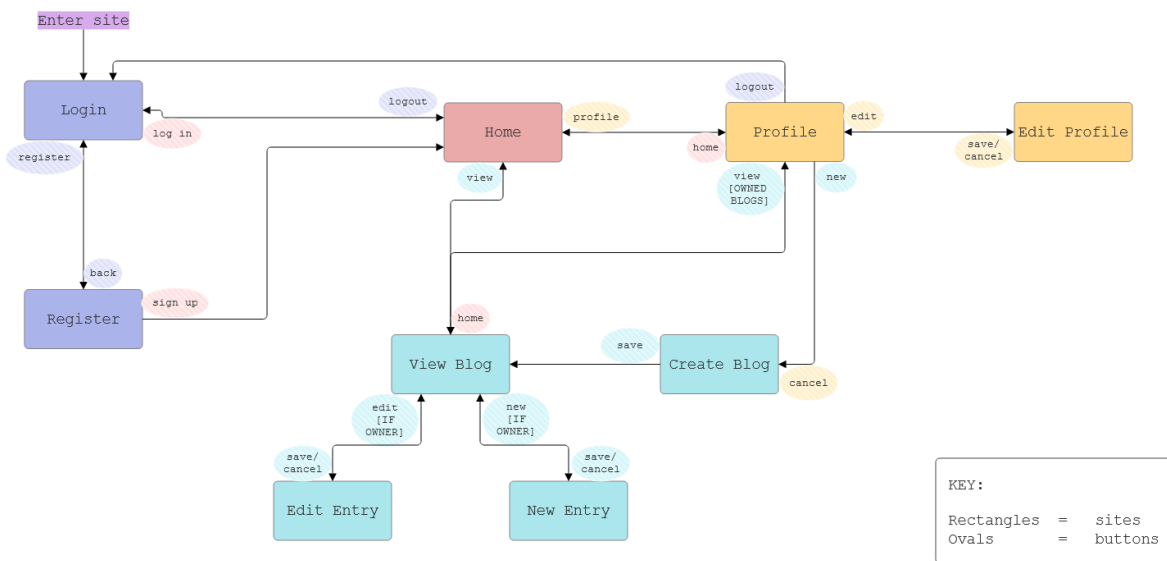 Enter site
logout
Login
logout
profile
edit
log in
Home
Profile
Edit Profile
register
home
save/
cancel
view
view
[OWNED
BLOGS]
new
back
Register
sign up
home
View Blog
save
Create Blog
cancel
edit
[IF
OWNER]
new
[IF
OWNER]
save/
cancel
save/
cancel
Edit Entry
New Entry
KEY:
Rectangles = sites
Ovals = buttons